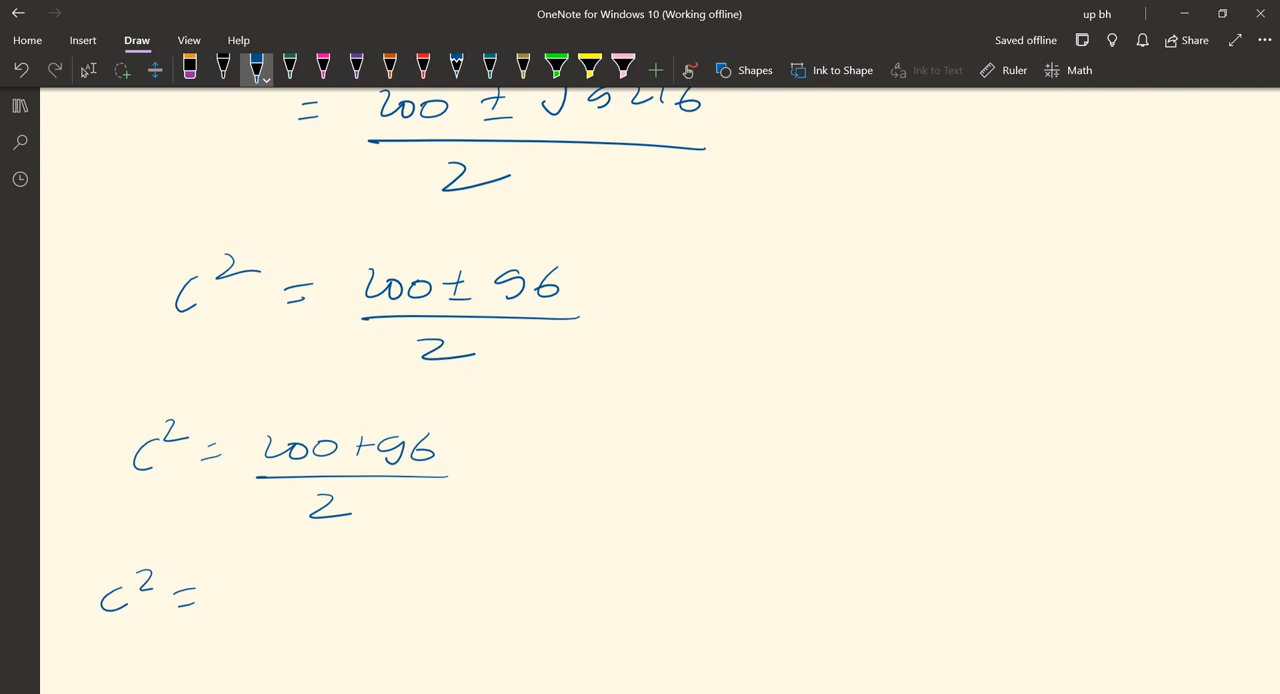 OneNote for Windows 10 (Working offline)
up bh
Home Insert Draw View Help
Saved offline Share
Shapes Ink to Shape Ink to Text Ruler Math
= 200 ± √9216
2
c² = 200 ± 96
2
c² = 200 + 96
2
c² =